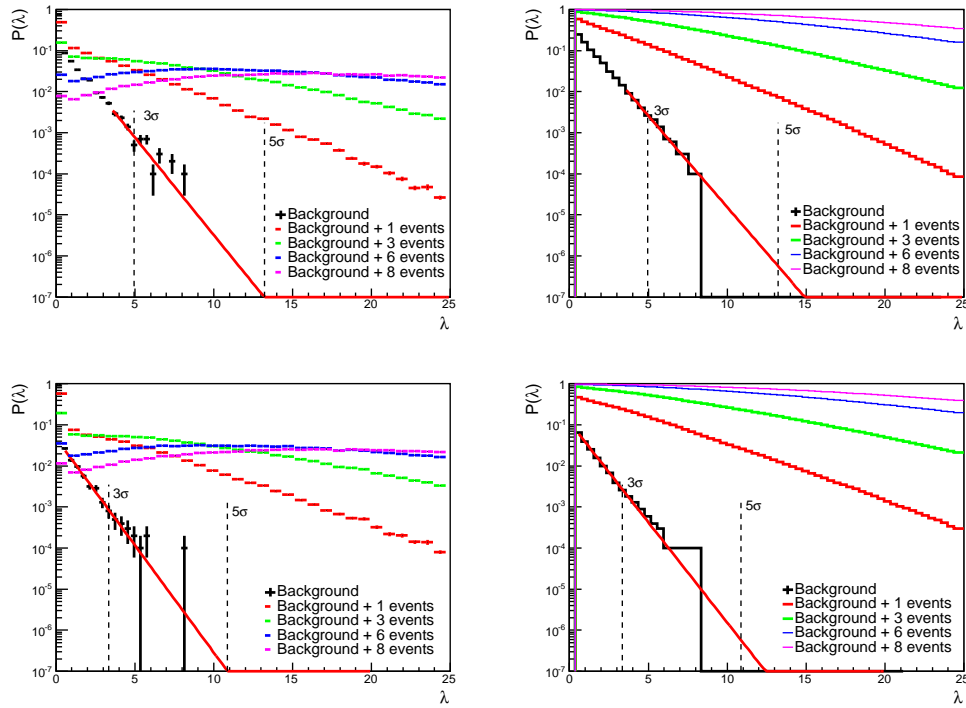 P(λ)
1
10-1
10-2
10-3
10-4
10-5
10-6
10-7
3σ
5σ
Background
Background + 1 events
Background + 3 events
Background + 6 events
Background + 8 events
0 5 10 15 20 25
λ
P(λ)
1
10-1
10-2
10-3
10-4
10-5
10-6
10-7
3σ
5σ
Background
Background + 1 events
Background + 3 events
Background + 6 events
Background + 8 events
0 5 10 15 20 25
λ
P(λ)
1
10-1
10-2
10-3
10-4
10-5
10-6
10-7
3σ
5σ
Background
Background + 1 events
Background + 3 events
Background + 6 events
Background + 8 events
0 5 10 15 20 25
λ
P(λ)
1
10-1
10-2
10-3
10-4
10-5
10-6
10-7
3σ
5σ
Background
Background + 1 events
Background + 3 events
Background + 6 events
Background + 8 events
0 5 10 15 20 25
λ